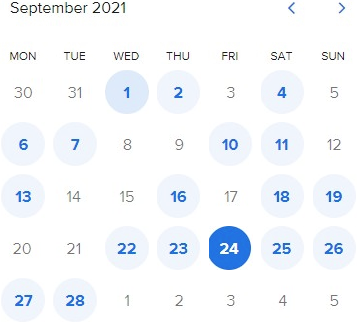 September 2021
MON TUE WED THU FRI SAT SUN
30 31 1 2 3 4 5
6 7 8 9 10 11 12
13 14 15 16 17 18 19
20 21 22 23 24 25 26
27 28 1 2 3 4 5